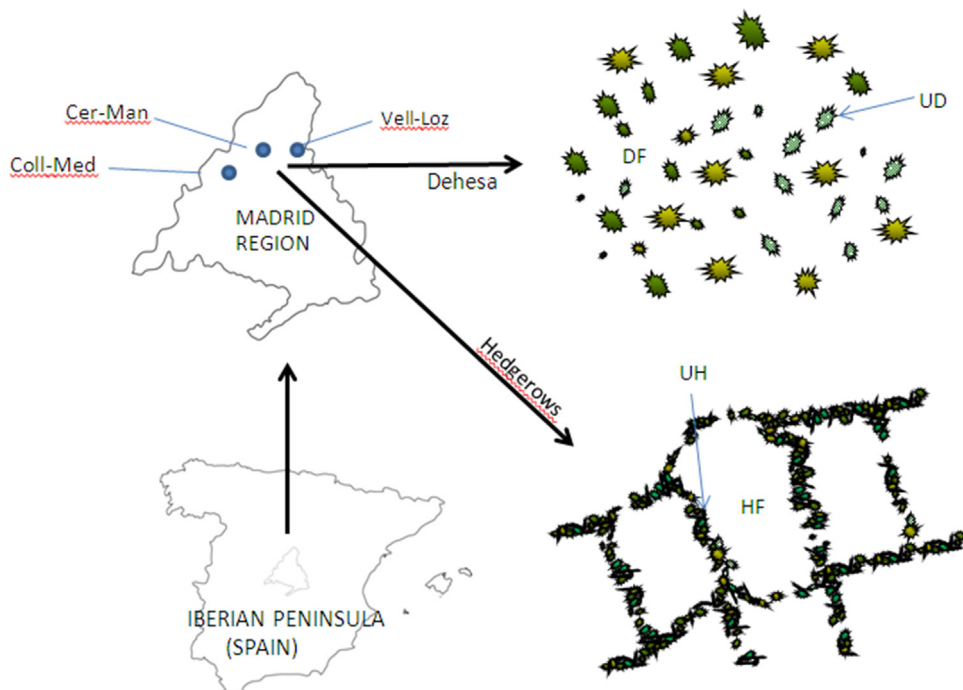 Cer-Man
Vell-Loz
Coll-Med
MADRID
REGION
Dehesa
UD
DF
Hedgerows
UH
HF
IBERIAN PENINSULA
(SPAIN)